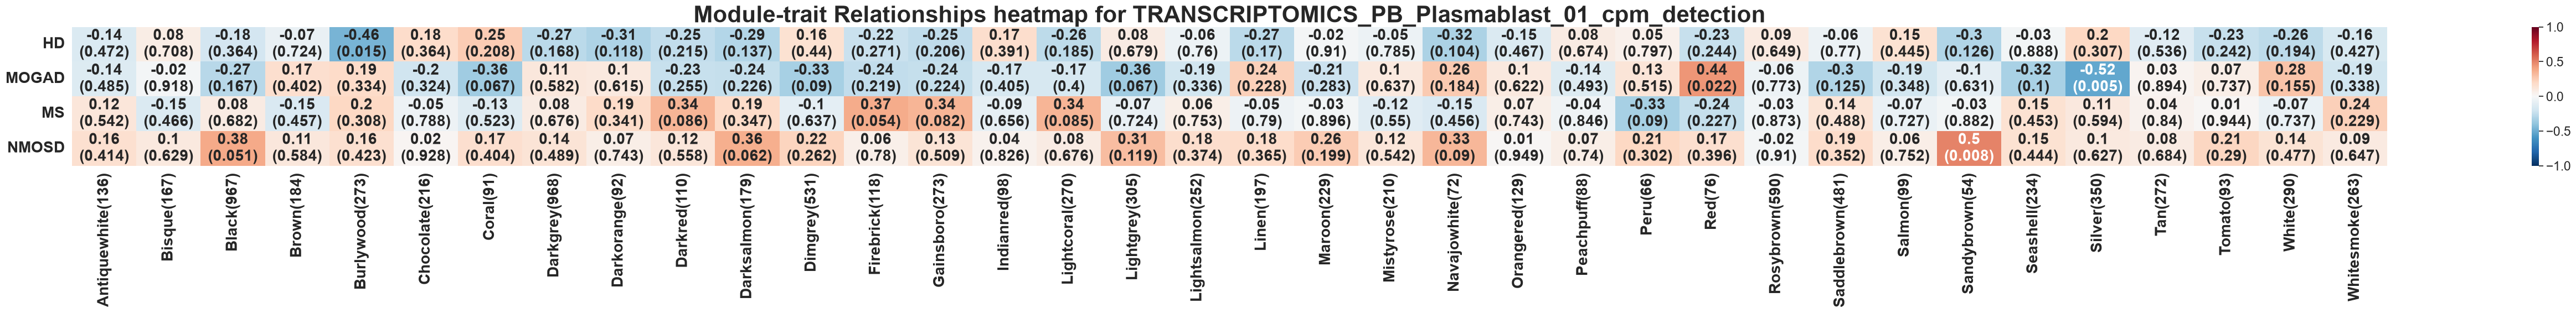 Module-trait Relationships heatmap for TRANSCRIPTOMICS_PB_Plasmablast_01_cpm_detection
HD -0.14 0.08 -0.18 -0.07 -0.46 0.18 0.25 -0.27 -0.31 -0.25 -0.29 0.16 -0.22 -0.25 0.17 -0.26 0.08 -0.06 -0.27 -0.02 -0.05 -0.32 -0.15 0.08 0.05 -0.23 0.09 -0.06 0.15 -0.3 -0.03 0.2 -0.12 -0.23 -0.26 -0.16
(0.472) (0.708) (0.364) (0.724) (0.015) (0.364) (0.208) (0.168) (0.118) (0.215) (0.137) (0.44) (0.271) (0.206) (0.391) (0.185) (0.679) (0.76) (0.17) (0.91) (0.785) (0.104) (0.467) (0.674) (0.797) (0.244) (0.649) (0.77) (0.445) (0.126) (0.888) (0.307) (0.536) (0.242) (0.194) (0.427)
MOGAD -0.14 -0.02 -0.27 0.17 0.19 -0.2 -0.36 0.11 0.1 -0.23 -0.24 -0.33 -0.24 -0.24 -0.17 -0.17 -0.36 -0.19 0.24 -0.21 0.1 0.26 0.1 -0.14 0.13 0.44 -0.06 -0.3 -0.19 -0.1 -0.32 -0.52 0.03 0.07 0.28 -0.19
(0.485) (0.918) (0.167) (0.402) (0.334) (0.324) (0.067) (0.582) (0.615) (0.255) (0.226) (0.09) (0.219) (0.224) (0.405) (0.4) (0.067) (0.336) (0.228) (0.283) (0.637) (0.184) (0.622) (0.493) (0.515) (0.022) (0.773) (0.125) (0.348) (0.631) (0.1) (0.005) (0.894) (0.737) (0.155) (0.338)
MS 0.12 -0.15 0.08 -0.15 0.2 -0.05 -0.13 0.08 0.19 0.34 0.19 -0.1 0.37 0.34 -0.09 0.34 -0.07 0.06 -0.05 -0.03 -0.12 -0.15 0.07 -0.04 -0.33 -0.24 -0.03 0.14 -0.07 -0.03 0.15 0.11 0.04 0.01 -0.07 0.24
(0.542) (0.466) (0.682) (0.457) (0.308) (0.788) (0.523) (0.676) (0.341) (0.086) (0.347) (0.637) (0.054) (0.082) (0.656) (0.085) (0.724) (0.753) (0.79) (0.896) (0.55) (0.456) (0.743) (0.846) (0.09) (0.227) (0.873) (0.488) (0.727) (0.882) (0.453) (0.594) (0.84) (0.944) (0.737) (0.229)
NMOSD 0.16 0.1 0.38 0.11 0.16 0.02 0.17 0.14 0.07 0.12 0.36 0.22 0.06 0.13 0.04 0.08 0.31 0.18 0.18 0.26 0.12 0.33 0.01 0.07 0.21 0.17 -0.02 0.19 0.06 0.5 0.15 0.1 0.08 0.21 0.14 0.09
(0.414) (0.629) (0.051) (0.584) (0.423) (0.928) (0.404) (0.489) (0.743) (0.558) (0.062) (0.262) (0.78) (0.509) (0.826) (0.676) (0.119) (0.374) (0.365) (0.199) (0.542) (0.09) (0.949) (0.74) (0.302) (0.396) (0.91) (0.352) (0.752) (0.008) (0.444) (0.627) (0.684) (0.29) (0.477) (0.647)
Antiquewhite(136)
Bisque(167)
Black(967)
Brown(184)
Burlywood(273)
Chocolate(216)
Coral(91)
Darkgrey(968)
Darkorange(92)
Darkred(110)
Darksalmon(179)
Dimgrey(531)
Firebrick(118)
Gainsboro(273)
Indianred(98)
Lightcoral(270)
Lightgrey(305)
Lightsalmon(252)
Linen(197)
Maroon(229)
Mistyrose(210)
Navajowhite(72)
Orangered(129)
Peachpuff(88)
Peru(66)
Red(76)
Rosybrown(590)
Saddlebrown(481)
Salmon(99)
Sandybrown(54)
Seashell(234)
Silver(350)
Tan(272)
Tomato(93)
White(290)
Whitesmoke(263)
1.0
0.5
0.0
−0.5
−1.0